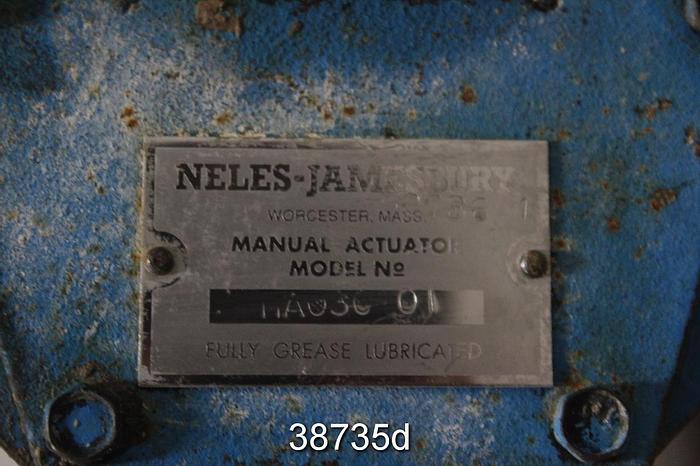 NELES-JAMESBURY
WORCESTER, MASS.
MANUAL ACTUATOR
MODEL Nº
FULLY GREASE LUBRICATED
38735d